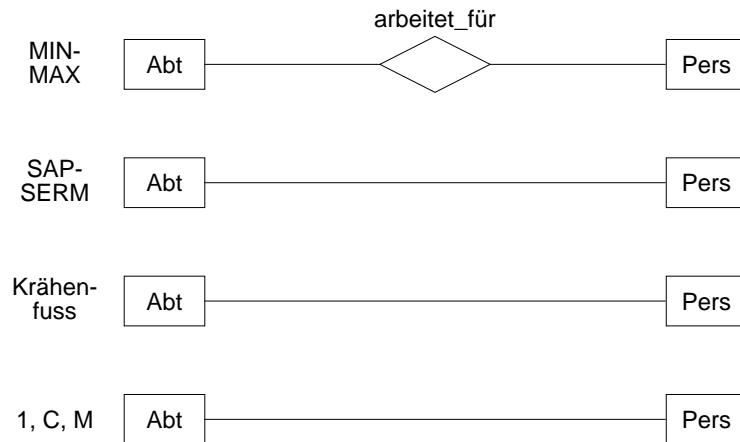 arbeitet_für
MIN-
MAX
Abt
Pers
SAP-
SERM
Abt
Pers
Krähen-
fuss
Abt
Pers
1, C, M
Abt
Pers